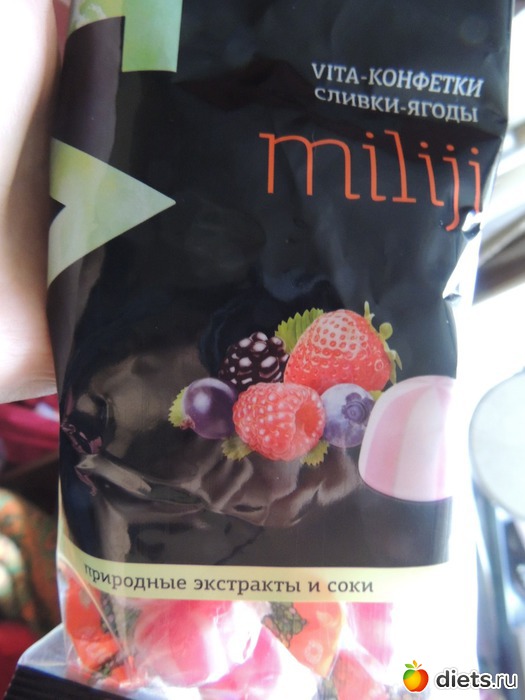 VITA-КОНФЕТКИ
СЛИВКИ-ЯГОДЫ
miliji
природные экстракты и соки
diets.ru